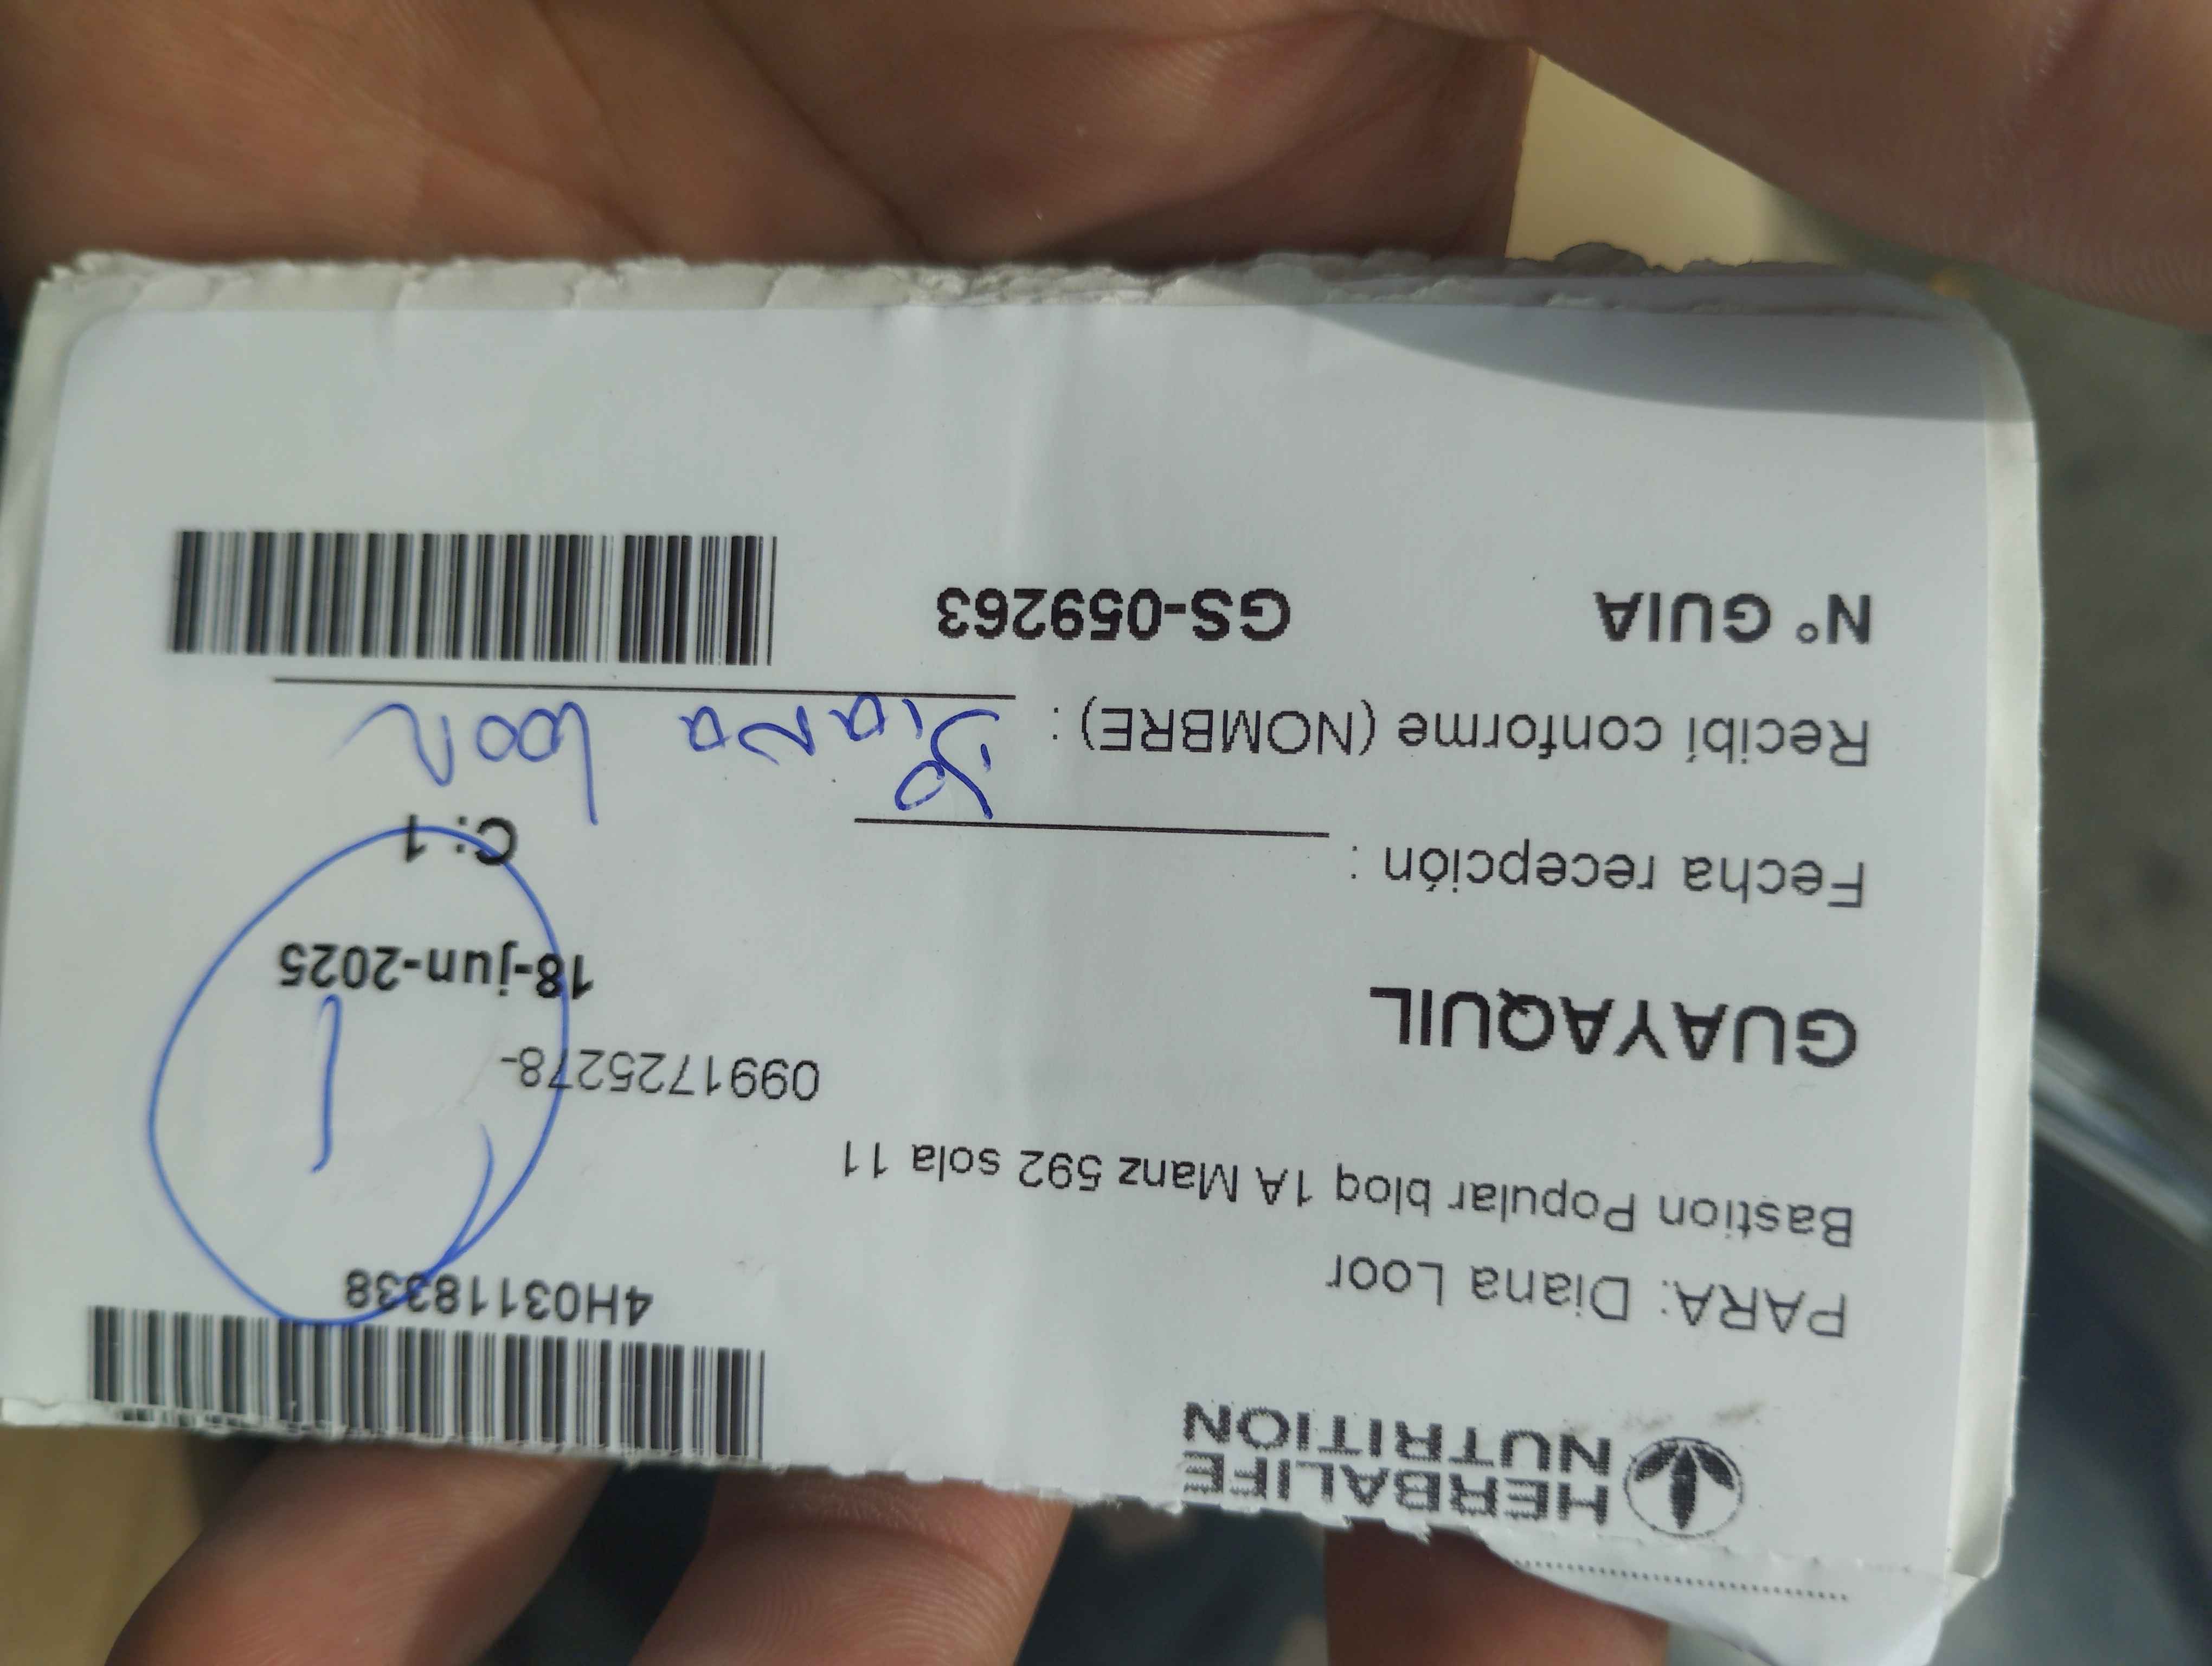 HERBALIFE
NUTRITION
4H03118338
PARA: Diana Loor
Bastion Popular bloq 1A Manz 592 sola 11
0991725278-
GUAYAQUIL
18-jun-2025
1
Fecha recepción :
C: 1
Recibí conforme (NOMBRE) : Diana Loor
N° GUIA GS-059263